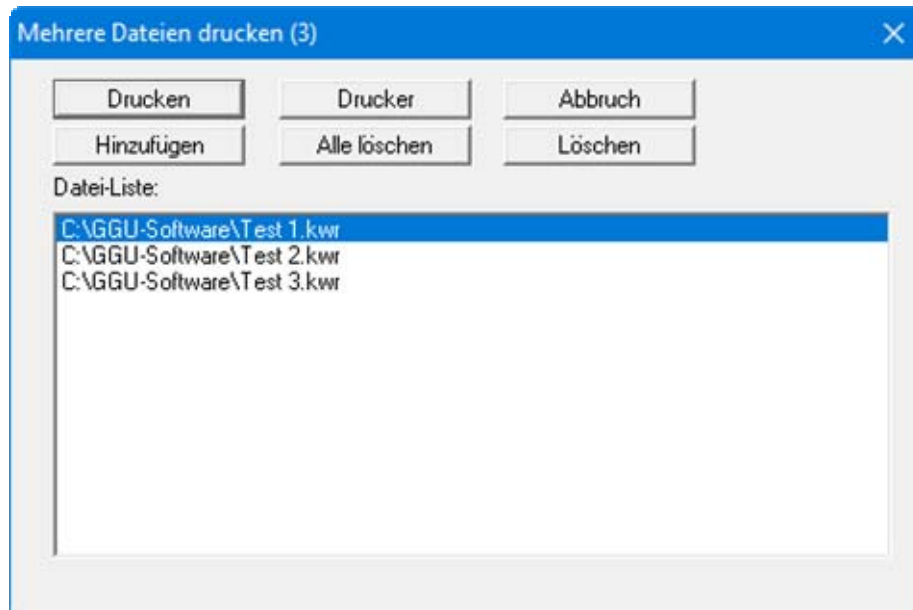 Mehrere Dateien drucken (3)
Drucken Drucker Abbruch
Hinzufügen Alle löschen Löschen
Datei-Liste:
C:\GGU-Software\Test 1.kwr
C:\GGU-Software\Test 2.kwr
C:\GGU-Software\Test 3.kwr